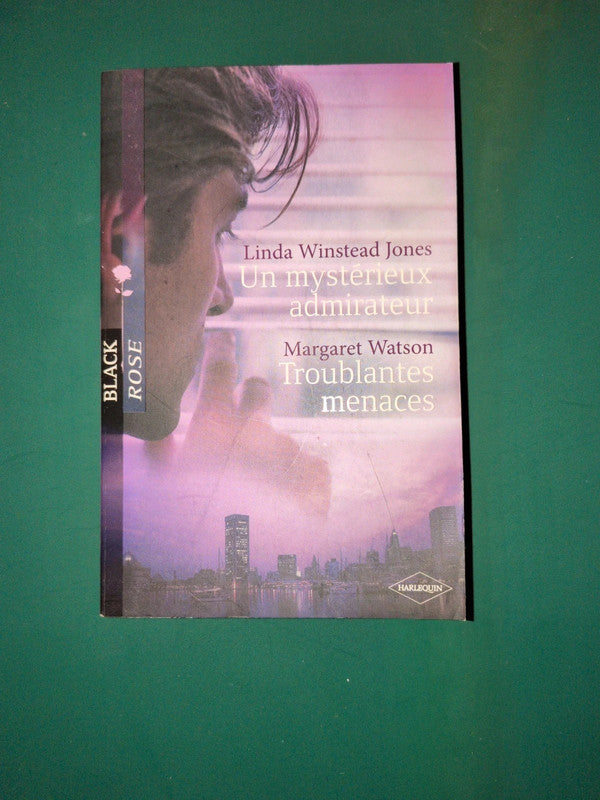 Linda Winstead Jones
Un mystérieux
admirateur
Margaret Watson
Troublantes
menaces
BLACK
ROSE
HARLEQUIN